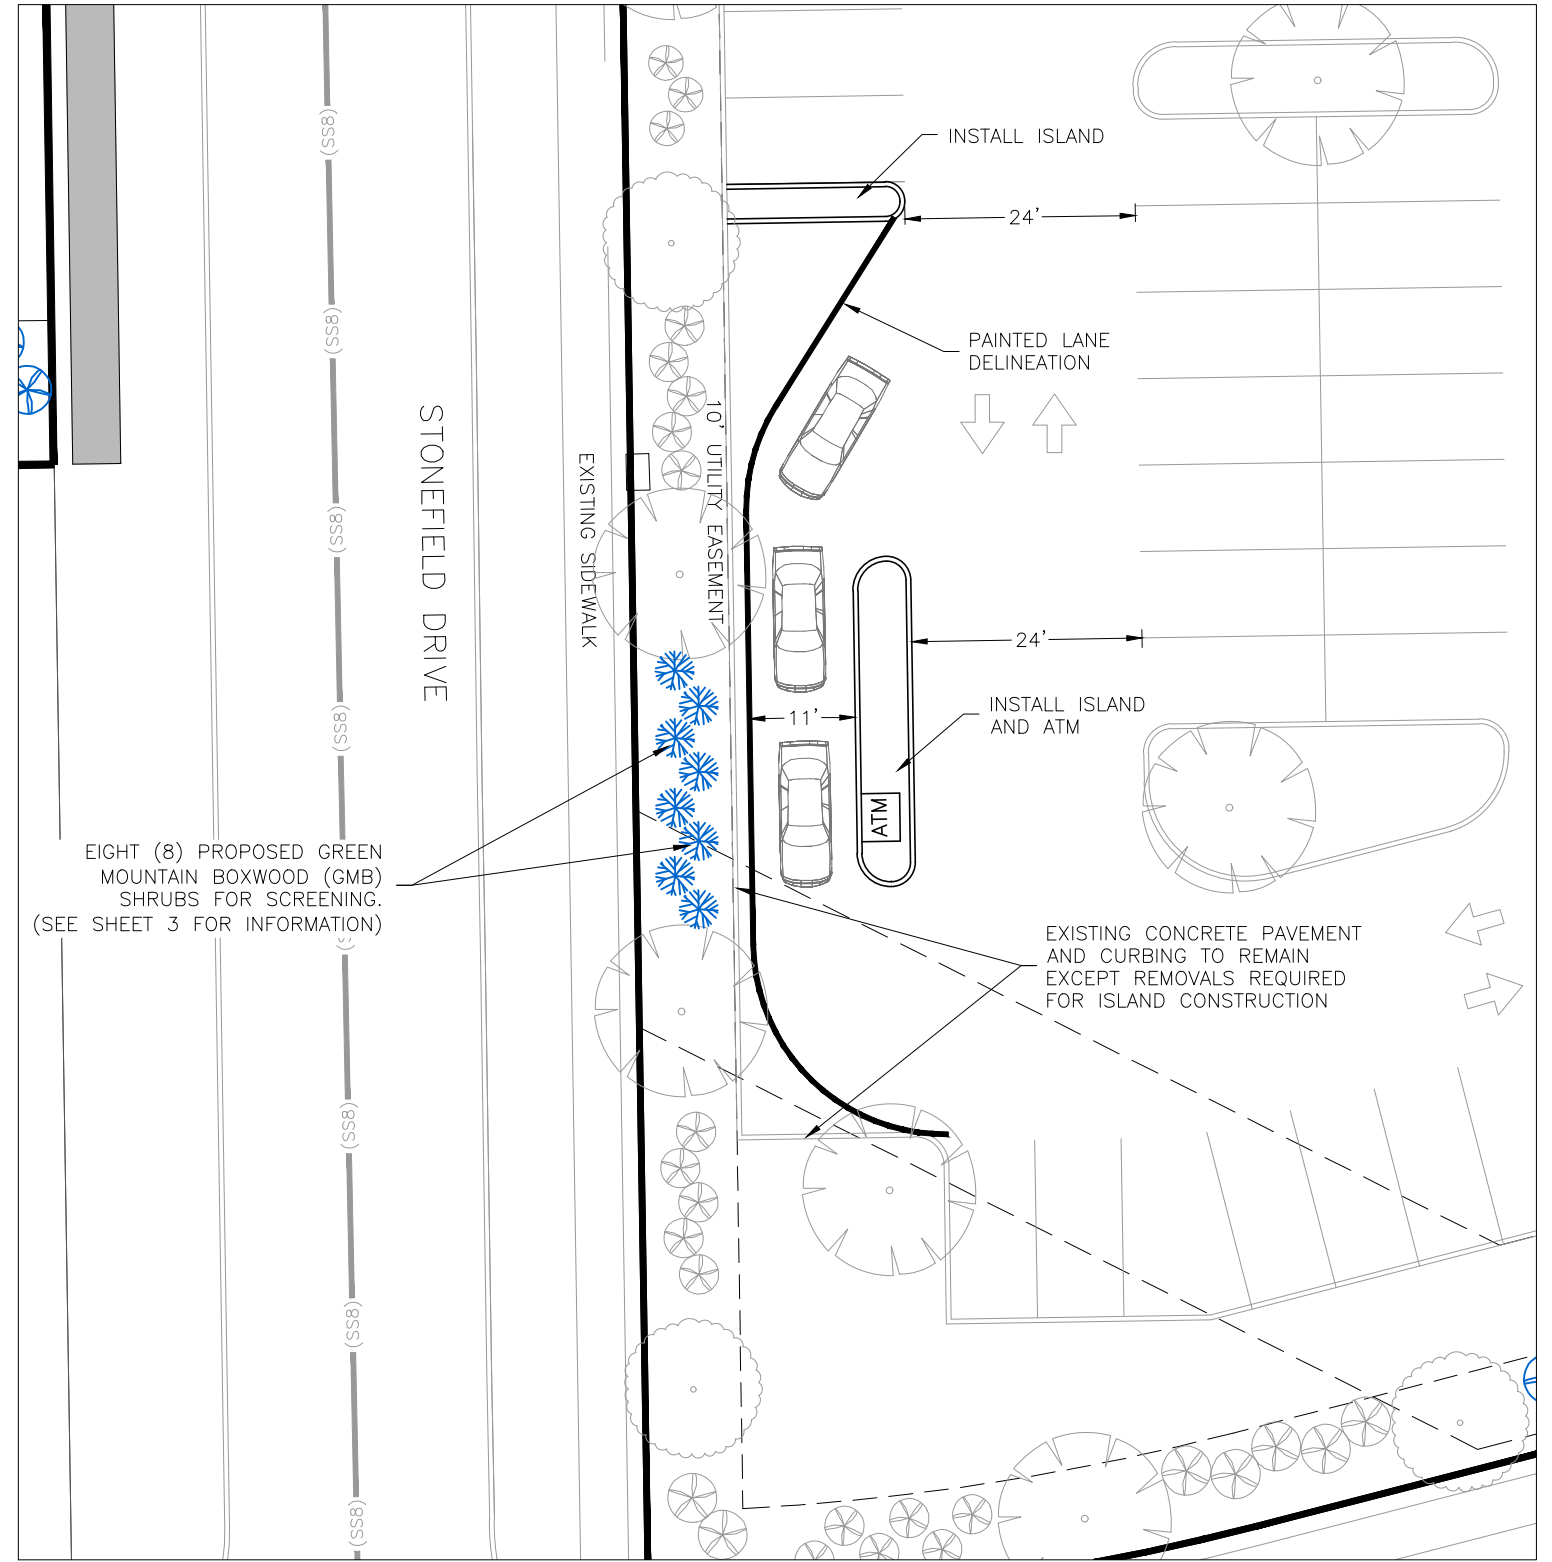 INSTALL ISLAND
24'
PAINTED LANE
DELINEATION
STONEFIELD DRIVE
EXISTING SIDEWALK
10' UTILITY EASEMENT
24'
11'
INSTALL ISLAND
AND ATM
ATM
EIGHT (8) PROPOSED GREEN
MOUNTAIN BOXWOOD (GMB)
SHRUBS FOR SCREENING.
(SEE SHEET 3 FOR INFORMATION)
EXISTING CONCRETE PAVEMENT
AND CURBING TO REMAIN
EXCEPT REMOVALS REQUIRED
FOR ISLAND CONSTRUCTION
(SS8)
(SS8)
(SS8)
(SS8)
(SS8)
(SS8)
(SS8)